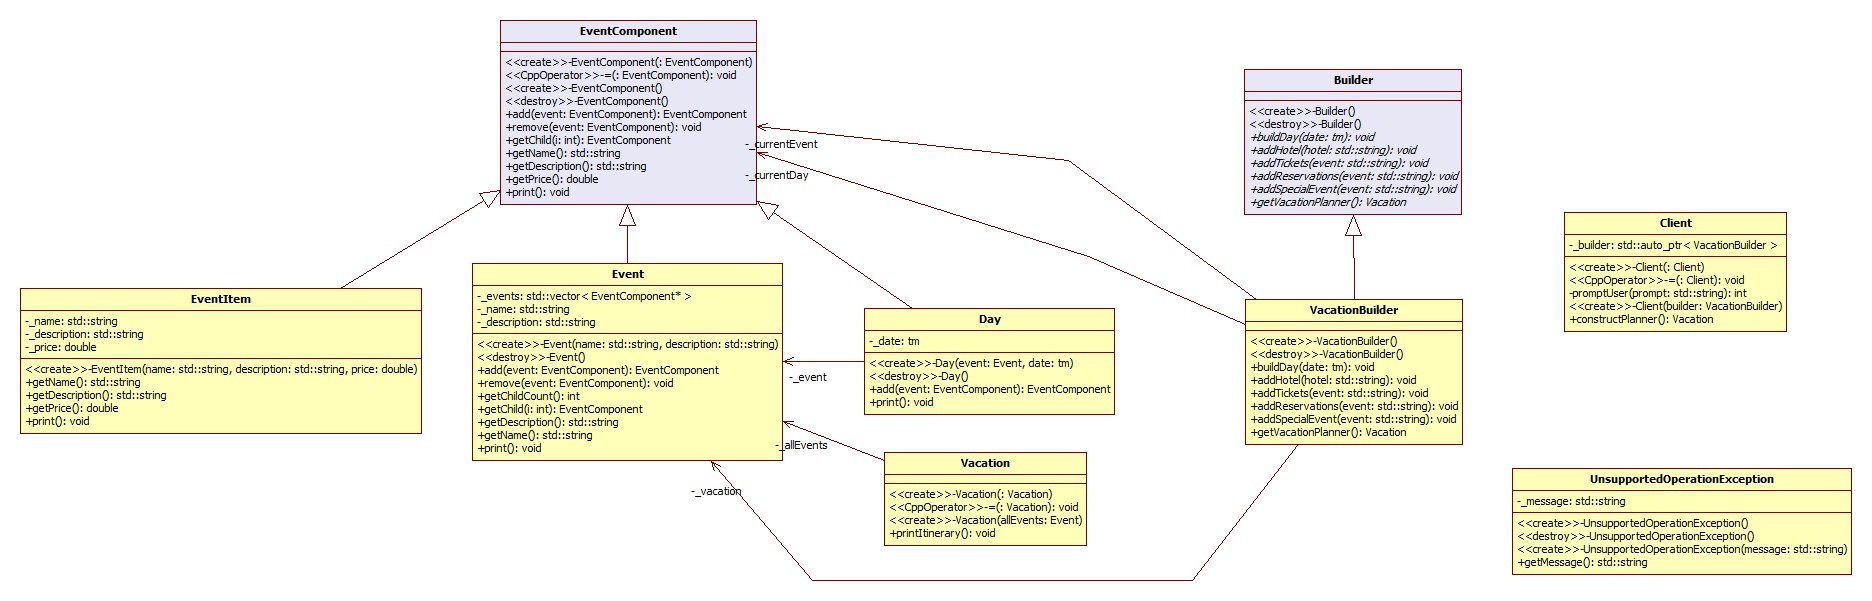 EventComponent
<<create>>-EventComponent(: EventComponent)
<<CppOperator>>-=(: EventComponent): void
<<create>>-EventComponent()
<<destroy>>-EventComponent()
+add(event: EventComponent): EventComponent
+remove(event: EventComponent): void
+getChild(i: int): EventComponent
+getName(): std::string
+getDescription(): std::string
+getPrice(): double
+print(): void
Builder
<<create>>-Builder()
<<destroy>>-Builder()
+buildDay(date: tm): void
+addHotel(hotel: std::string): void
+addTickets(event: std::string): void
+addReservations(event: std::string): void
+addSpecialEvent(event: std::string): void
+getVacationPlanner(): Vacation
-_currentEvent
-_currentDay
Client
-_builder: std::auto_ptr< VacationBuilder >
<<create>>-Client(: Client)
<<CppOperator>>-=(: Client): void
-promptUser(prompt: std::string): int
<<create>>-Client(builder: VacationBuilder)
+constructPlanner(): Vacation
EventItem
-_name: std::string
-_description: std::string
-_price: double
<<create>>-EventItem(name: std::string, description: std::string, price: double)
+getName(): std::string
+getDescription(): std::string
+getPrice(): double
+print(): void
Event
-_events: std::vector< EventComponent* >
-_name: std::string
-_description: std::string
<<create>>-Event(name: std::string, description: std::string)
<<destroy>>-Event()
+add(event: EventComponent): EventComponent
+remove(event: EventComponent): void
+getChildCount(): int
+getChild(i: int): EventComponent
+getDescription(): std::string
+getName(): std::string
+print(): void
Day
-_date: tm
<<create>>-Day(event: Event, date: tm)
<<destroy>>-Day()
+add(event: EventComponent): EventComponent
+print(): void
-_event
VacationBuilder
<<create>>-VacationBuilder()
<<destroy>>-VacationBuilder()
+buildDay(date: tm): void
+addHotel(hotel: std::string): void
+addTickets(event: std::string): void
+addReservations(event: std::string): void
+addSpecialEvent(event: std::string): void
+getVacationPlanner(): Vacation
-_allEvents
Vacation
<<create>>-Vacation(: Vacation)
<<CppOperator>>-=(: Vacation): void
<<create>>-Vacation(allEvents: Event)
+printItinerary(): void
-_vacation
UnsupportedOperationException
-_message: std::string
<<create>>-UnsupportedOperationException()
<<destroy>>-UnsupportedOperationException()
<<create>>-UnsupportedOperationException(message: std::string)
+getMessage(): std::string